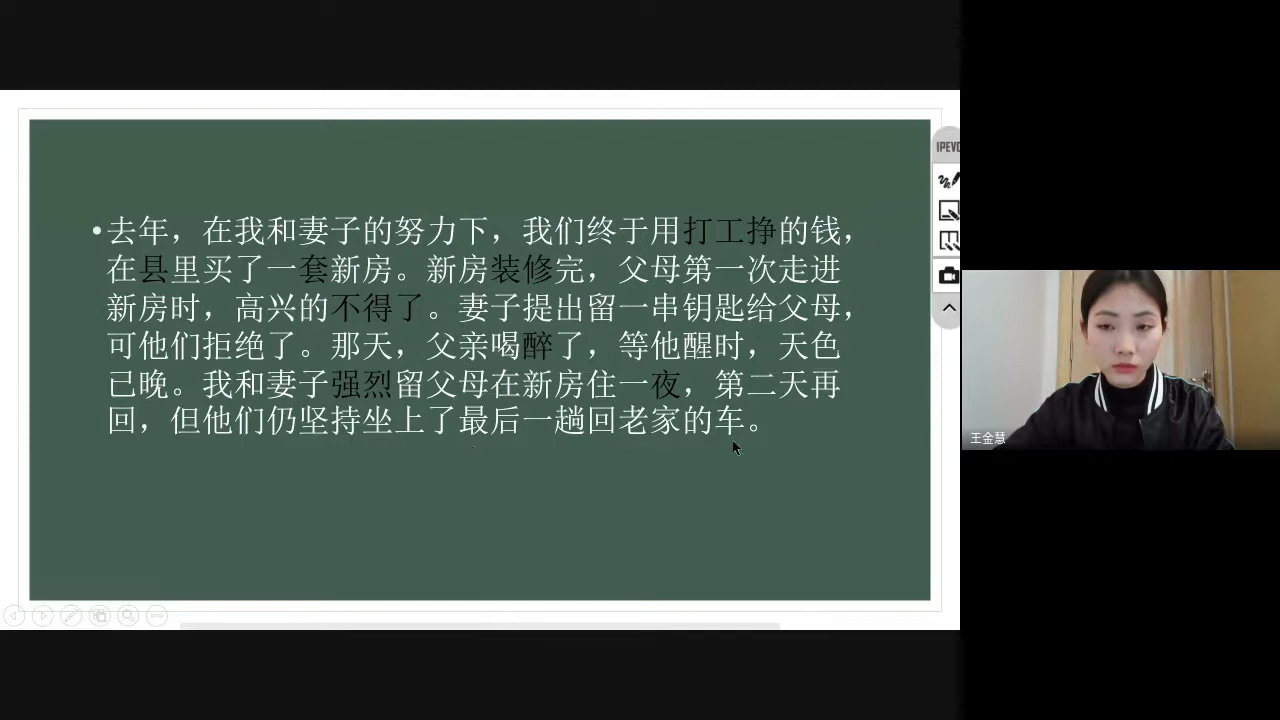 •去年，在我和妻子的努力下，我们终于用打工挣的钱，
在县里买了一套新房。新房装修完，父母第一次走进
新房时，高兴的不得了。妻子提出留一串钥匙给父母，
可他们拒绝了。那天，父亲喝醉了，等他醒时，天色
已晚。我和妻子强烈留父母在新房住一夜，第二天再
回，但他们仍坚持坐上了最后一趟回老家的车。
IPEVO
王金慧